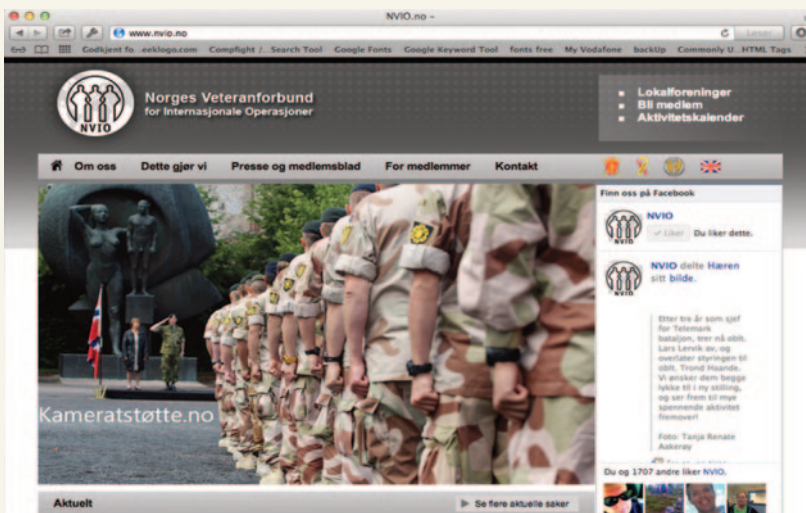 NVIO.no –
www.nvio.no
Leser
Godkjent fo...eeklogo.com Compfight /...Search Tool Google Fonts Google Keyword Tool fonts free My Vodafone backUp Commonly U...HTML Tags
NVIO
Norges Veteranforbund
for Internasjonale Operasjoner
Lokalforeninger
Bli medlem
Aktivitetskalender
Om oss Dette gjør vi Presse og medlemsblad For medlemmer Kontakt
Kameratstøtte.no
Finn oss på Facebook
NVIO
NVIO
Liker Du liker dette.
NVIO
NVIO delte Hæren
sitt bilde.
Etter tre år som sjef
for Telemark
bataljon, trer nå oblt.
Lars Lervik av, og
overlater styringen til
oblt. Trond Haande.
Vi ønsker dem begge
lykke til i ny stilling,
og ser frem til mye
spennende aktivitet
fremover!
Foto: Tanja Renate
Aakerøy
Du og 1707 andre liker NVIO.
Aktuelt
Se flere aktuelle saker